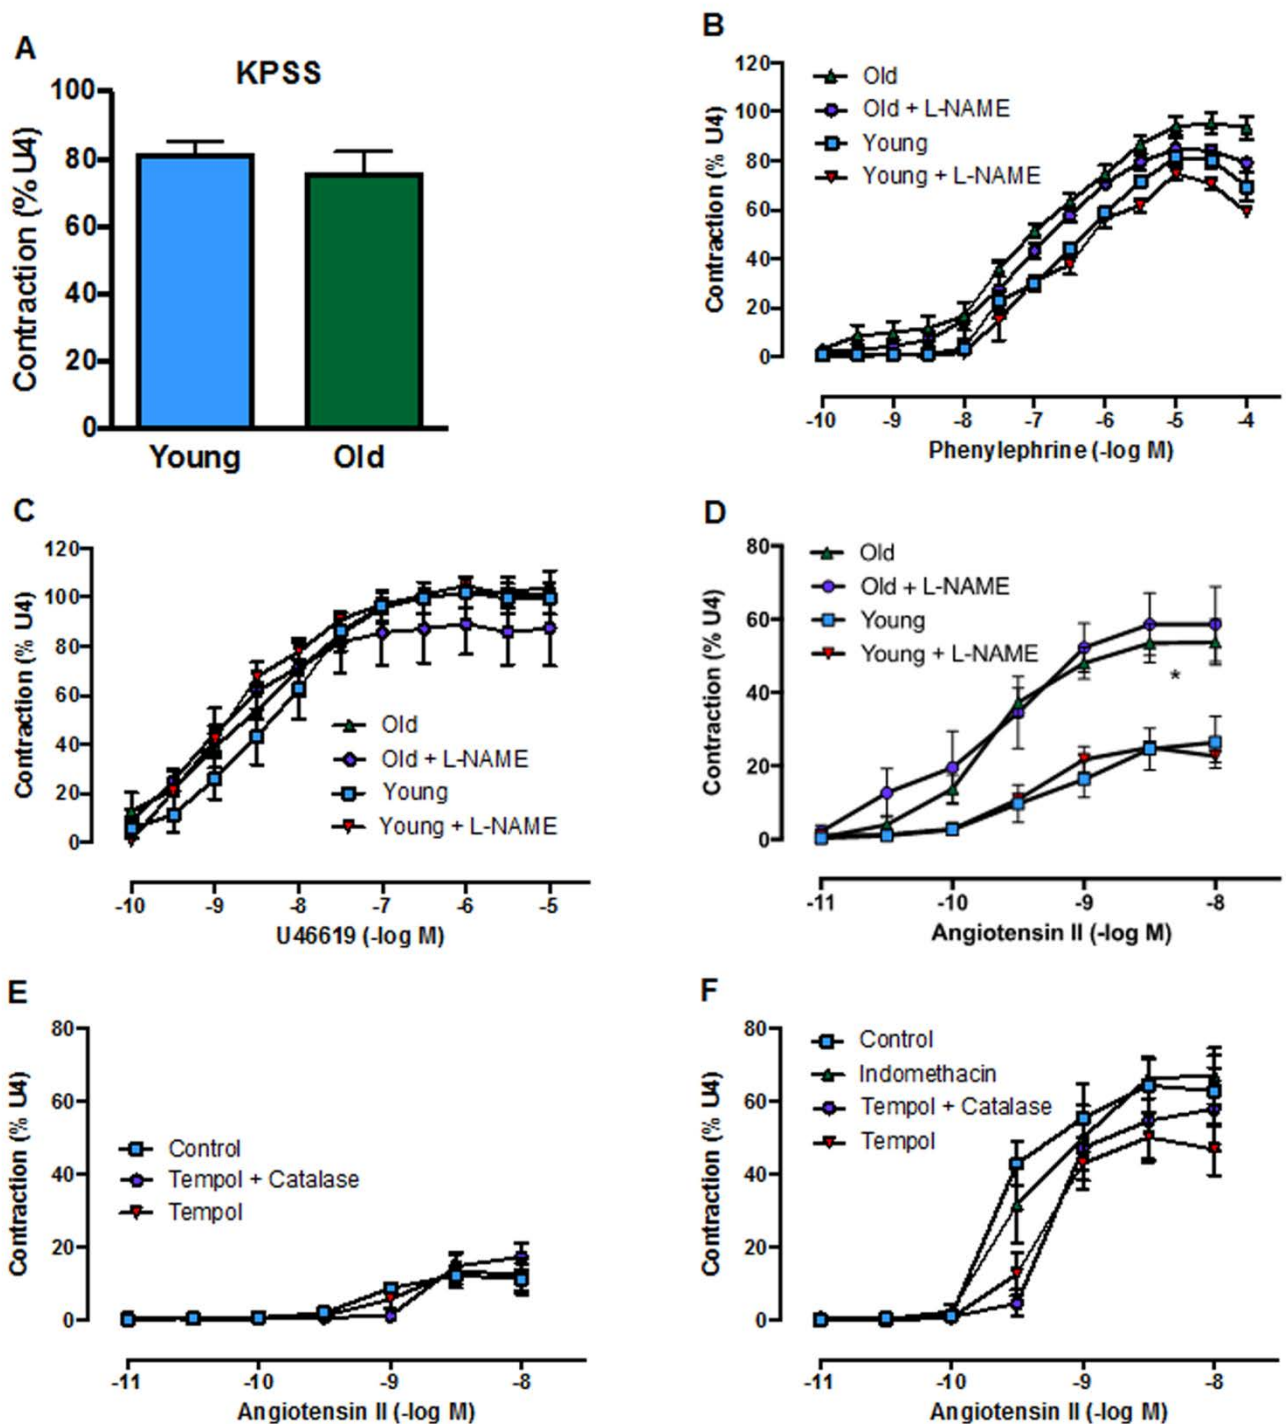 A
KPSS
Contraction (% U4)
100
80
60
40
20
0
Young
Old
B
Contraction (% U4)
120
100
80
60
40
20
0
Old
Old + L-NAME
Young
Young + L-NAME
-10
-9
-8
-7
-6
-5
-4
Phenylephrine (-log M)
C
Contraction (% U4)
120
100
80
60
40
20
0
Old
Old + L-NAME
Young
Young + L-NAME
-10
-9
-8
-7
-6
-5
U46619 (-log M)
D
Contraction (% U4)
80
60
40
20
0
Old
Old + L-NAME
Young
Young + L-NAME
*
-11
-10
-9
-8
Angiotensin II (-log M)
E
Contraction (% U4)
80
60
40
20
0
Control
Tempol + Catalase
Tempol
-11
-10
-9
-8
Angiotensin II (-log M)
F
Contraction (% U4)
80
60
40
20
0
Control
Indomethacin
Tempol + Catalase
Tempol
-11
-10
-9
-8
Angiotensin II (-log M)